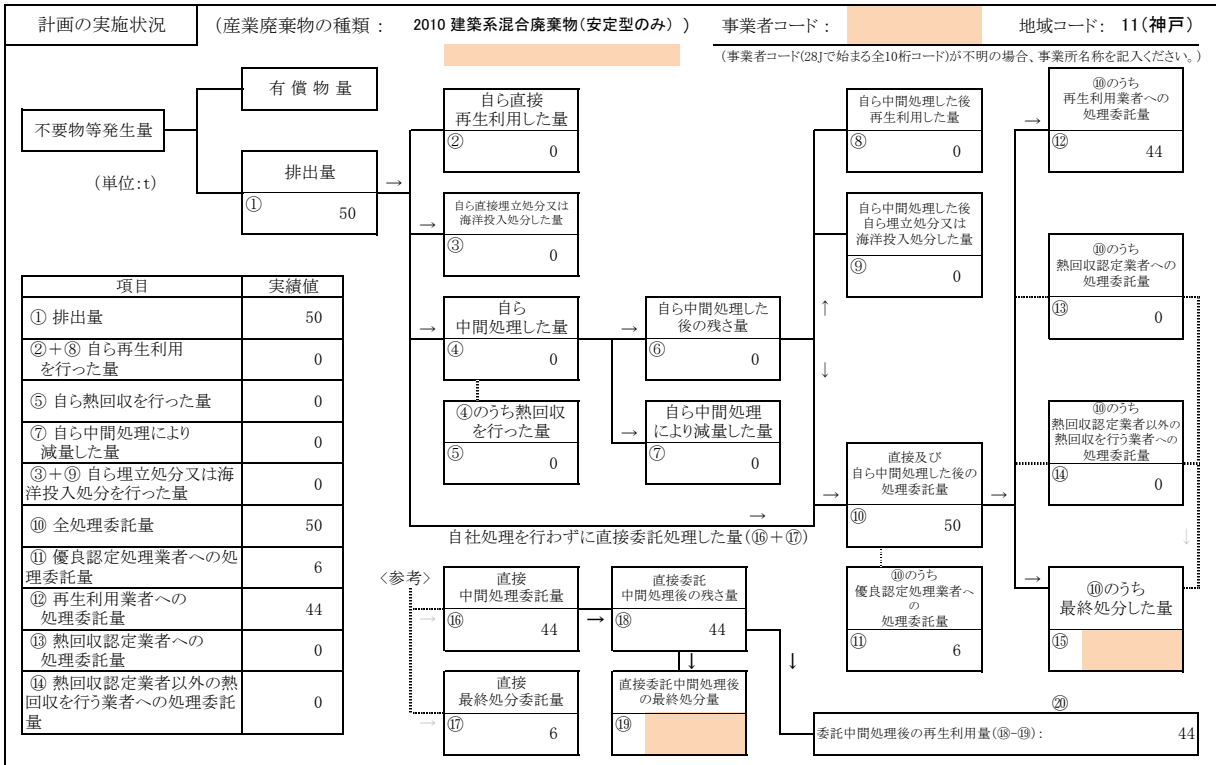 計画の実施状況
(産業廃棄物の種類： 2010 建築系混合廃棄物(安定型のみ) )
事業者コード：
地域コード： 11(神戸)
(事業者コード(28Jで始まる全10桁コード)が不明の場合、事業所名称を記入ください。)
不要物等発生量
(単位:t)
有償物量
排出量
① 50
→
自ら直接
再生利用した量
② 0
→
自ら直接埋立処分又は
海洋投入処分した量
③ 0
→
自ら
中間処理した量
④ 0
④のうち熱回収
を行った量
⑤ 0
→
自ら中間処理した
後の残さ量
⑥ 0
→
自ら中間処理
により減量した量
⑦ 0
自ら中間処理した後
再生利用した量
⑧ 0
自ら中間処理した後
自ら埋立処分又は
海洋投入処分した量
⑨ 0
↑
↓
→
直接及び
自ら中間処理した後の
処理委託量
⑩ 50
→
⑩のうち
優良認定処理業者へ
の
処理委託量
⑪ 6
→
⑩のうち
再生利用業者への
処理委託量
⑫ 44
⑩のうち
熱回収認定業者への
処理委託量
⑬ 0
⑩のうち
熱回収認定業者以外の
熱回収を行う業者への
処理委託量
⑭ 0
↓
→
⑩のうち
最終処分した量
⑮
→
自社処理を行わずに直接委託処理した量(⑯＋⑰)
〈参考〉
→
直接
中間処理委託量
⑯ 44
→
直接委託
中間処理後の残さ量
⑱ 44
↓
↓
→
直接
最終処分委託量
⑰ 6
直接委託中間処理後
の最終処分量
⑲
⑳
委託中間処理後の再生利用量(⑱-⑲)： 44
項目 実績値
① 排出量 50
②＋⑧ 自ら再生利用
を行った量 0
⑤ 自ら熱回収を行った量 0
⑦ 自ら中間処理により
減量した量 0
③＋⑨ 自ら埋立処分又は海
洋投入処分を行った量 0
⑩ 全処理委託量 50
⑪ 優良認定処理業者への処
理委託量 6
⑫ 再生利用業者への
処理委託量 44
⑬ 熱回収認定業者への
処理委託量 0
⑭ 熱回収認定業者以外の熱
回収を行う業者への処理委託
量 0